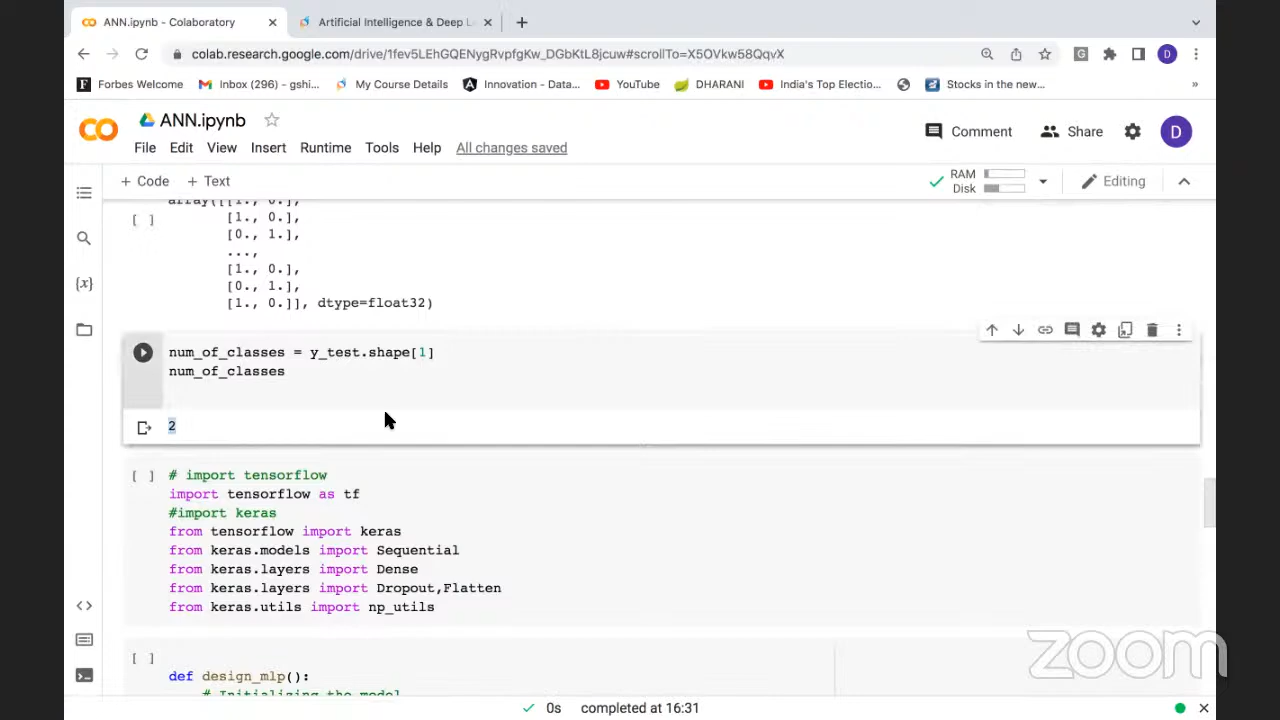 ANN.ipynb - Colaboratory
Artificial Intelligence & Deep L
colab.research.google.com/drive/1fev5LEhGQENygRvpfgKw_DGbKtL8jcuw#scrollTo=X5OVkw58QqvX
D
Forbes Welcome
Inbox (296) - gshi...
My Course Details
Innovation - Data...
YouTube
DHARANI
India's Top Electio...
Stocks in the new...
»
CO
ANN.ipynb
Comment
Share
D
File Edit View Insert Runtime Tools Help All changes saved
+ Code + Text
RAM
Disk
Editing
array([[1., 0.],
[ ]
[1., 0.],
[0., 1.],
...,
[1., 0.],
[0., 1.],
[1., 0.]], dtype=float32)
num_of_classes = y_test.shape[1]
num_of_classes
2
[ ] # import tensorflow
import tensorflow as tf
#import keras
from tensorflow import keras
from keras.models import Sequential
from keras.layers import Dense
from keras.layers import Dropout,Flatten
from keras.utils import np_utils
[ ]
def design_mlp():
# Initializing the model
zoom
0s completed at 16:31